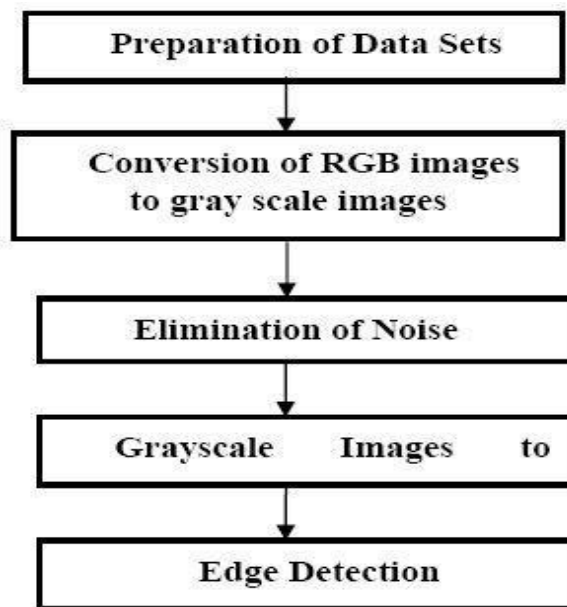 Preparation of Data Sets
Conversion of RGB images
to gray scale images
Elimination of Noise
Grayscale Images to
Edge Detection